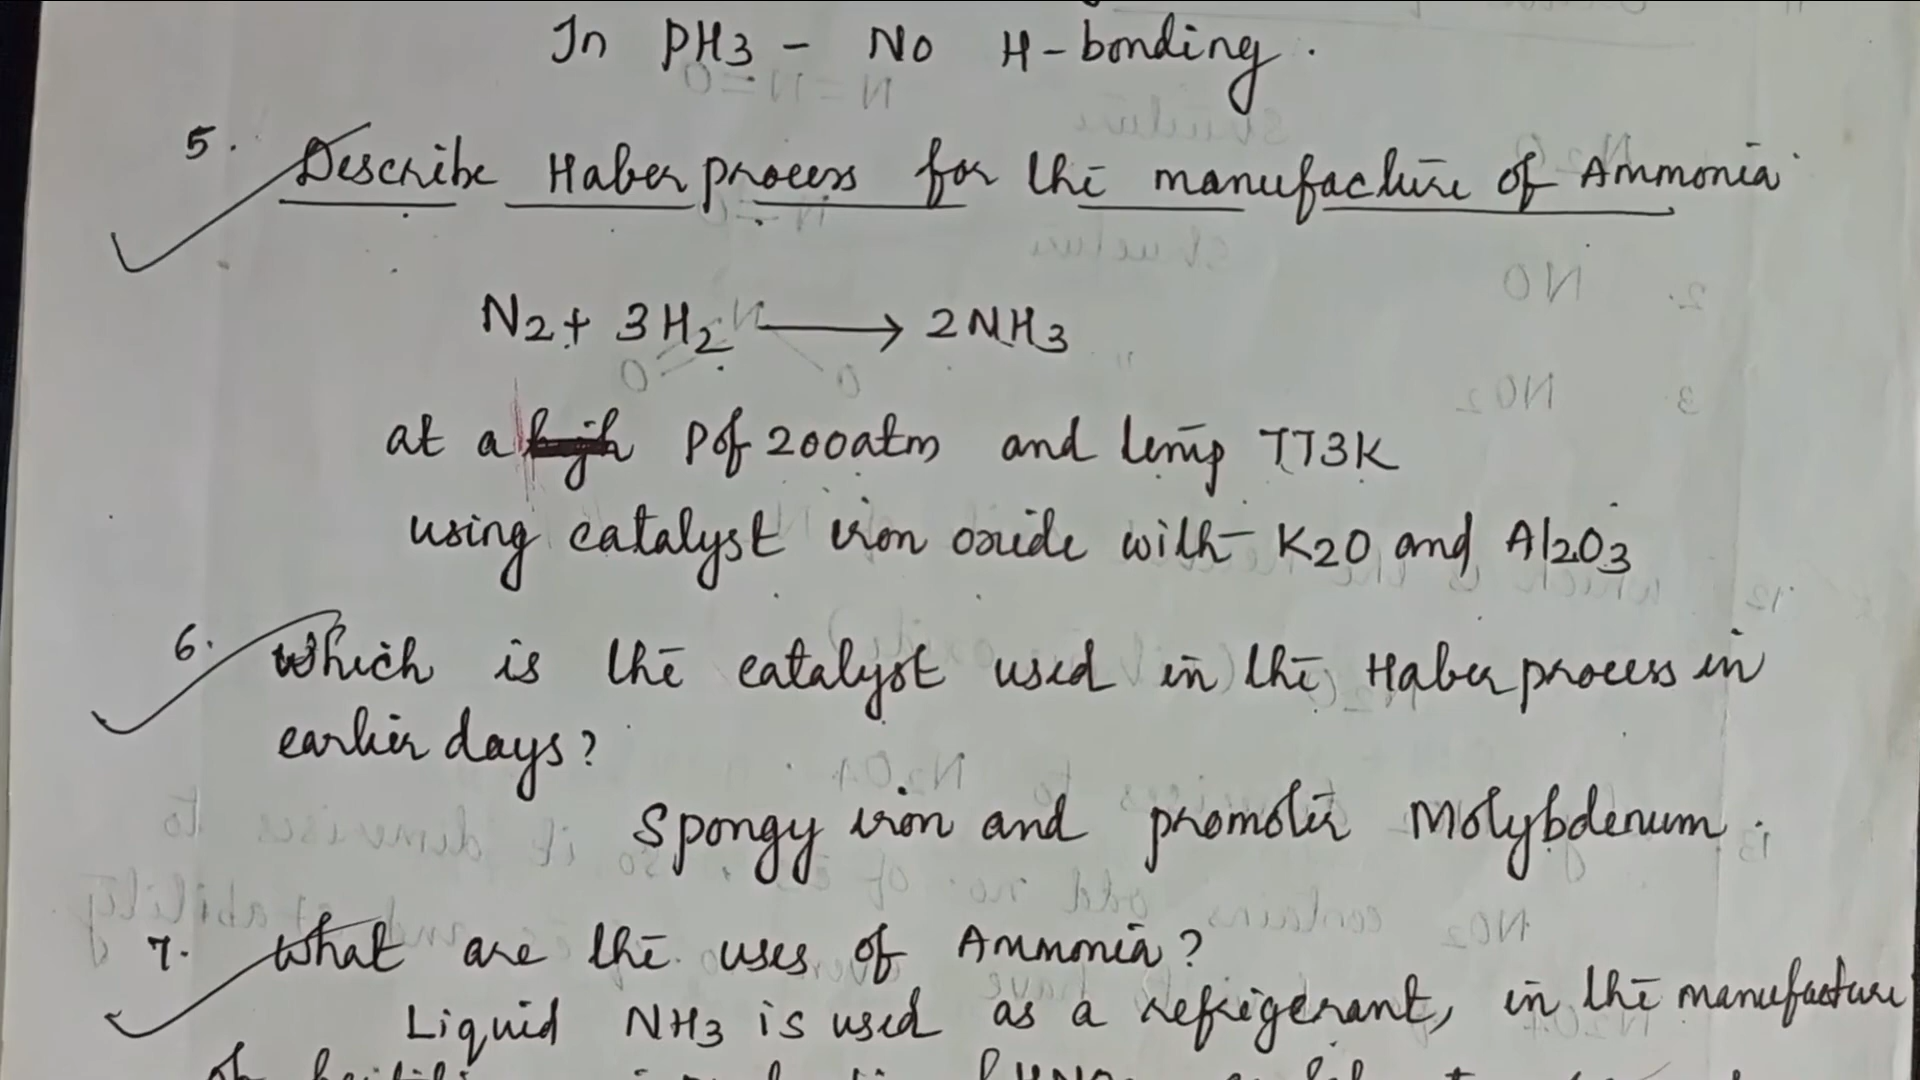 In PH3 - No H-bonding.
5. Describe Haber process for the manufacture of Ammonia
N2 + 3H2 ⟶ 2NH3
at a P of 200atm and temp 773K
using catalyst iron oxide with K2O and Al2O3
6. Which is the catalyst used in the Haber process in
earlier days?
Spongy iron and promoter Molybdenum.
7. What are the uses of Ammonia?
Liquid NH3 is used as a refrigerant, in the manufacture
of